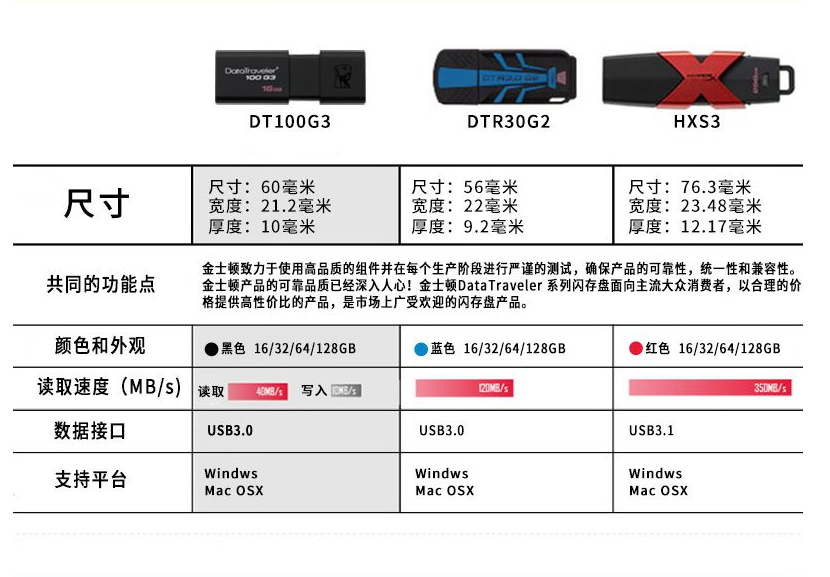 DataTraveler
100 G3
16GB
DTR3.0 G2
HYPERX
DT100G3 DTR30G2 HXS3
尺寸
尺寸：60毫米
宽度：21.2毫米
厚度：10毫米
尺寸：56毫米
宽度：22毫米
厚度：9.2毫米
尺寸：76.3毫米
宽度：23.48毫米
厚度：12.17毫米
共同的功能点
金士顿致力于使用高品质的组件并在每个生产阶段进行严谨的测试，确保产品的可靠性，统一性和兼容性。
金士顿产品的可靠品质已经深入人心！金士顿DataTraveler 系列闪存盘面向主流大众消费者，以合理的价
格提供高性价比的产品，是市场上广受欢迎的闪存盘产品。
颜色和外观 黑色 16/32/64/128GB 蓝色 16/32/64/128GB 红色 16/32/64/128GB
读取速度（MB/s） 读取 40MB/s 写入 10MB/s 120MB/s 350MB/s
数据接口 USB3.0 USB3.0 USB3.1
支持平台
Windws
Mac OSX
Windws
Mac OSX
Windws
Mac OSX